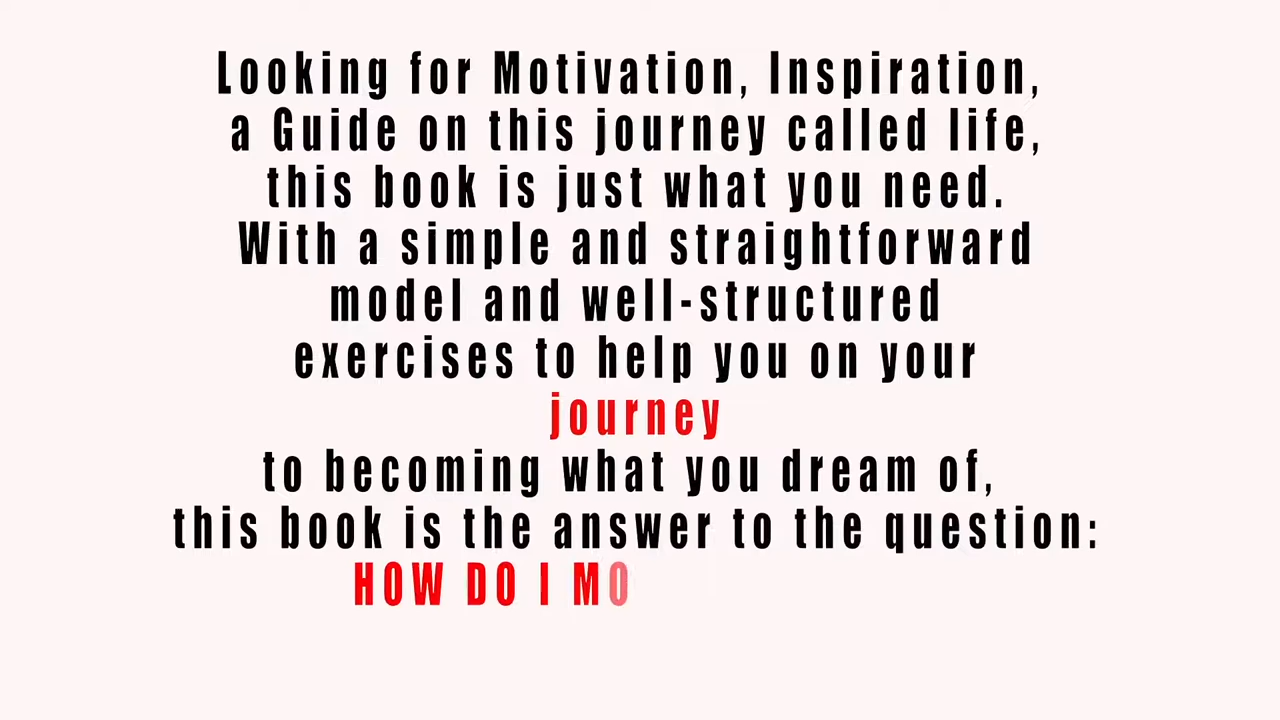 Looking for Motivation, Inspiration,
a Guide on this journey called life,
this book is just what you need.
With a simple and straightforward
model and well-structured
exercises to help you on your
journey
to becoming what you dream of,
this book is the answer to the question:
HOW DO I MO